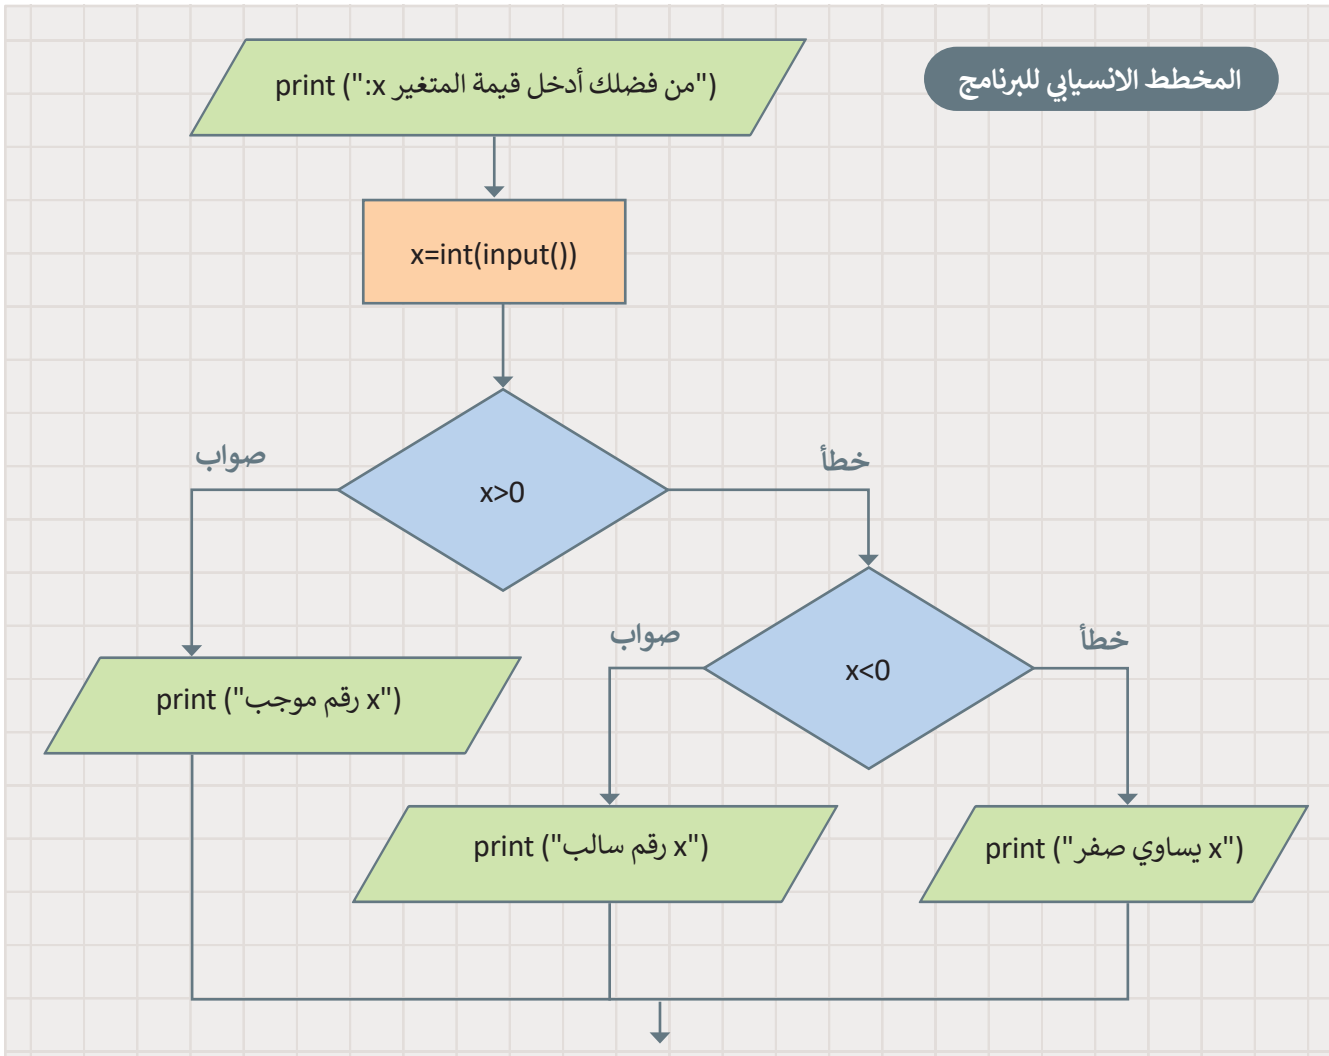 المخطط الانسيابي للبرنامج
print ("من فضلك أدخل قيمة المتغير x:")
x=int(input())
x>0
صواب
خطأ
x<0
صواب
خطأ
print ("x رقم موجب")
print ("x رقم سالب")
print ("x يساوي صفر")